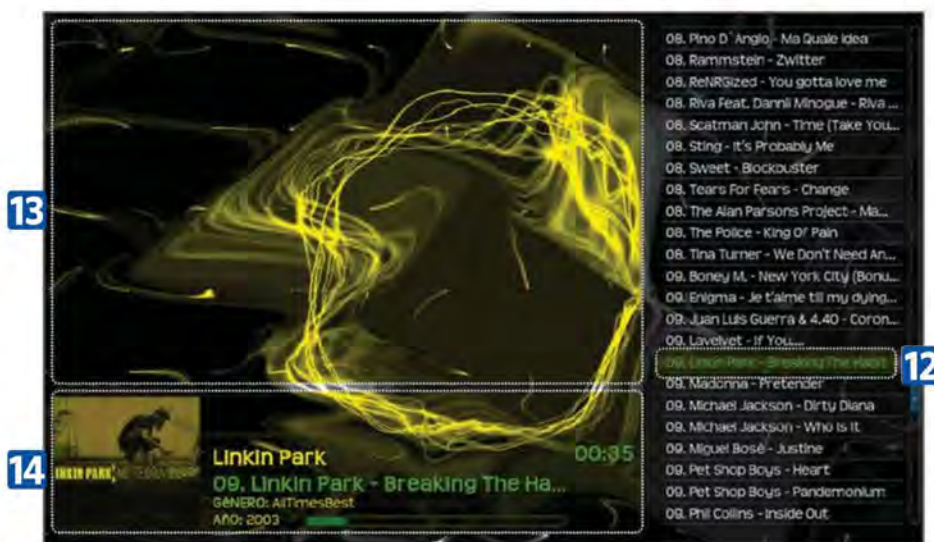 13
14
12
LINKIN PARK
Linkin Park
00:35
09. Linkin Park - Breaking The Ha...
GÉNERO: AllTimesBest
AÑO: 2003
08. Pino D`Angio - Ma Quale Idea
08. Rammstein - Zwitter
08. ReNRGized - You gotta love me
08. Riva Feat. Dannii Minogue - Riva ...
08. Scatman John - Time (Take You...
08. Sting - It's Probably Me
08. Sweet - Blockbuster
08. Tears For Fears - Change
08. The Alan Parsons Project - Ma...
08. The Police - King Of Pain
08. Tina Turner - We Don't Need An...
09. Boney M. - New York City (Bonu...
09. Enigma - Je t'aime till my dying...
09. Juan Luis Guerra & 4.40 - Coron...
09. Lavelvet - If You....
09. Linkin Park - Breaking The Habit
09. Madonna - Pretender
09. Michael Jackson - Dirty Diana
09. Michael Jackson - Who Is It
09. Miguel Bosé - Justine
09. Pet Shop Boys - Heart
09. Pet Shop Boys - Pandemonium
09. Phil Collins - Inside Out